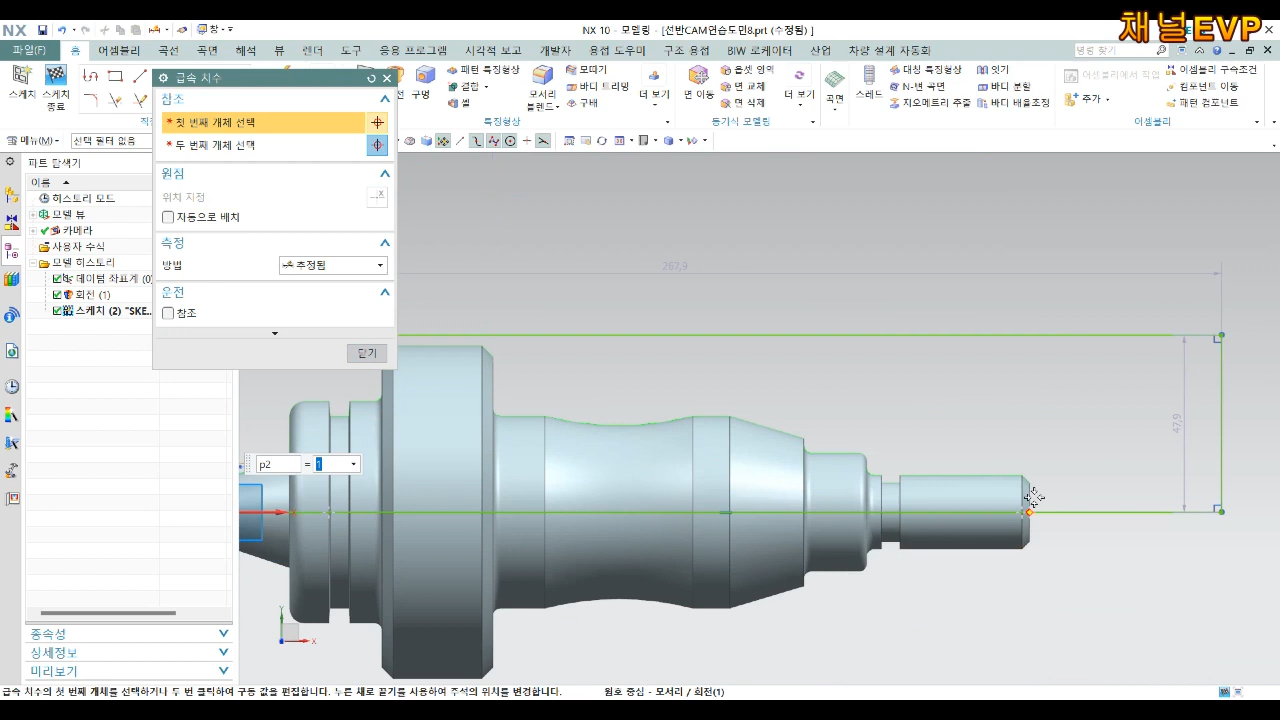 채널EVP
NX
창
NX 10 - 모델링 - [선반CAM연습도면8.prt (수정됨) ]
파일(F)
홈
어셈블리
곡선
곡면
해석
뷰
렌더
도구
응용 프로그램
시각적 보고
개발자
용접 도우미
구조 용접
BIW 로케이터
산업
차량 설계 자동화
명령 찾기
스케치
스케치
종료
구멍
패턴 특징형상
결합
셸
모서리
블렌드
모따기
바디 트리밍
구배
더 보기
특징형상
면 이동
옵셋 영역
면 교체
면 삭제
더 보기
동기식 모델링
곡면
스레드
대칭 특징형상
N-변 곡면
지오메트리 추출
잇기
바디 분할
바디 배율조정
어셈블리에서 작업
추가
어셈블리 구속조건
컴포넌트 이동
패턴 컴포넌트
어셈블리
메뉴(M)
선택 필터 없음
급속 치수
참조
* 첫 번째 개체 선택
* 두 번째 개체 선택
원점
위치 지정
자동으로 배치
측정
방법
추정됨
운전
참조
닫기
파트 탐색기
이름
히스토리 모드
모델 뷰
카메라
사용자 수식
모델 히스토리
데이텀 좌표계 (0)
회전 (1)
스케치 (2) "SKE...
종속성
상세정보
미리보기
267,9
47,9
p2 = 1
Y
X
급속 치수의 첫 번째 개체를 선택하거나 두 번 클릭하여 구동 값을 편집합니다. 누른 채로 끌기를 사용하여 주석의 위치를 변경합니다.
원호 중심 - 모서리 / 회전(1)